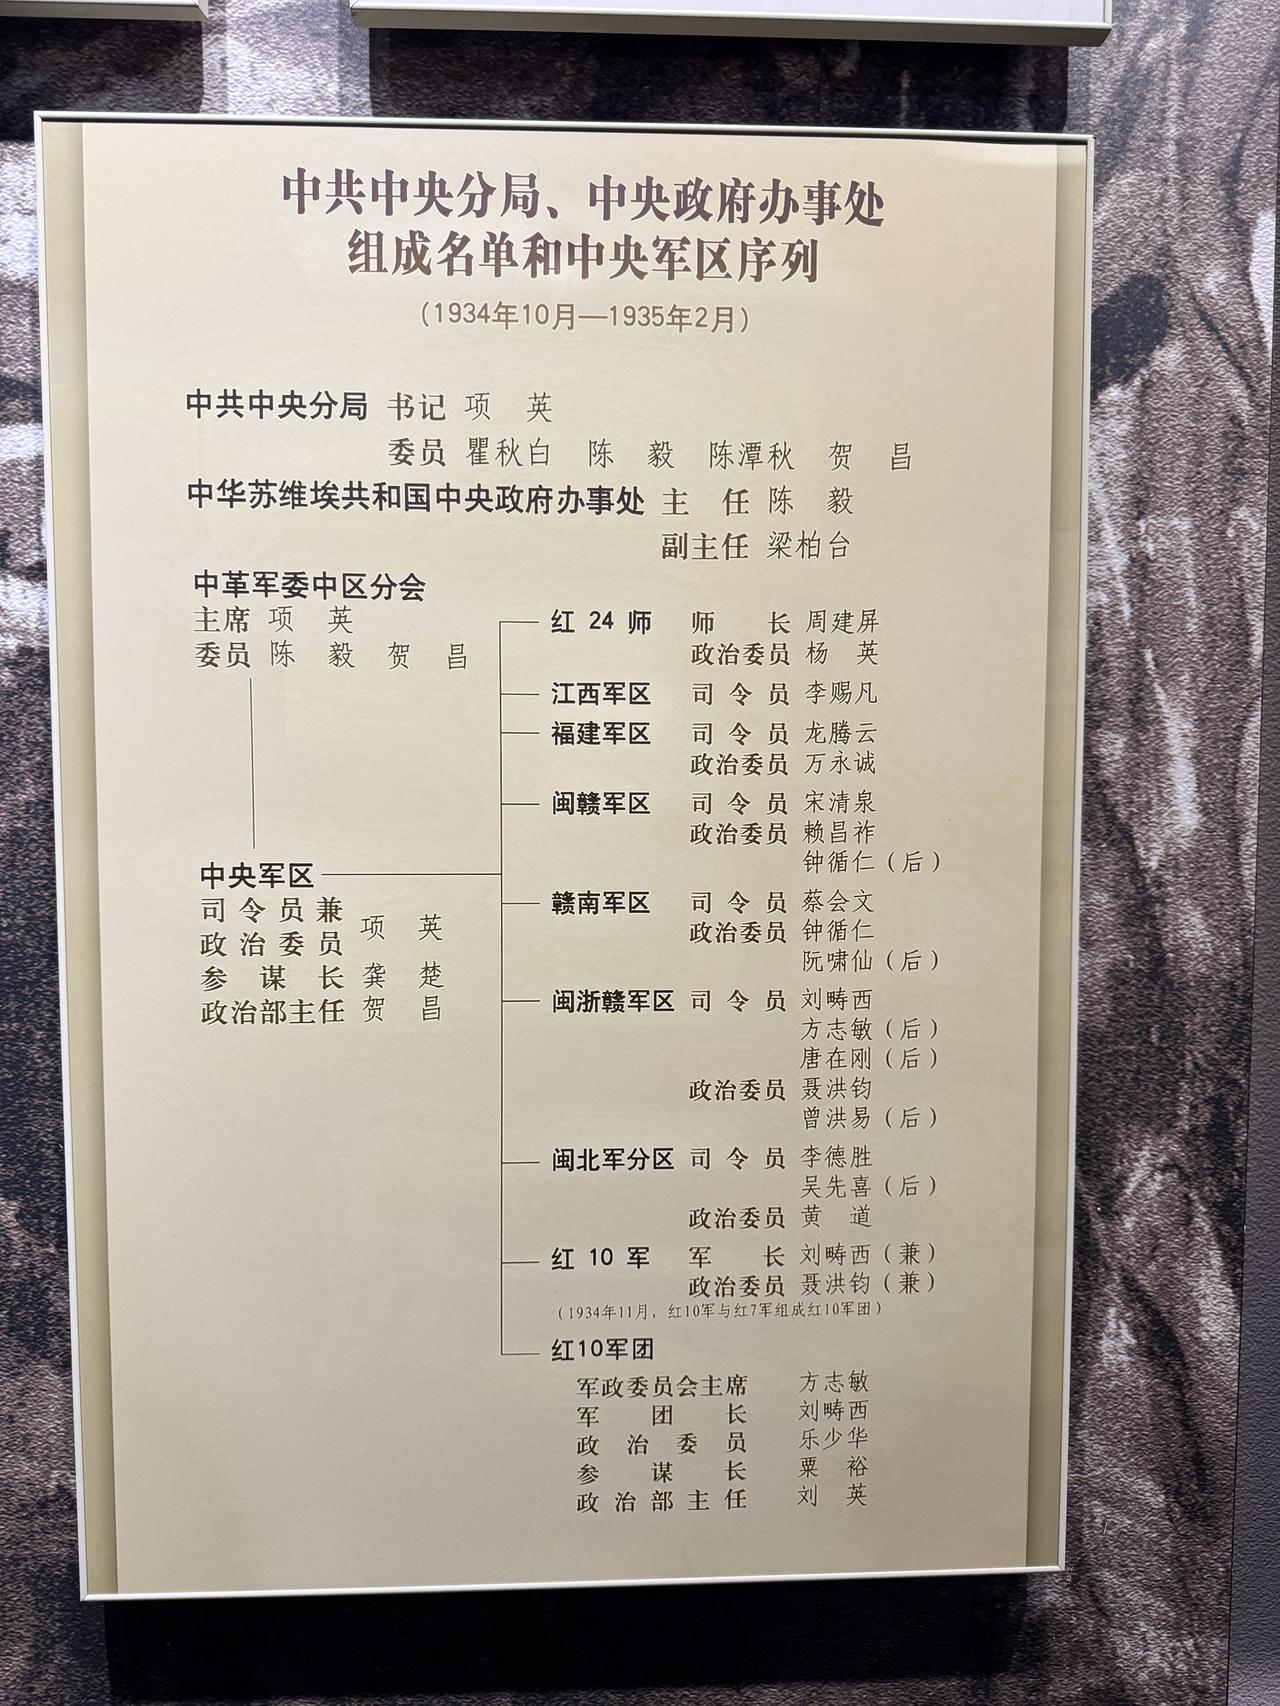 中共中央分局、中央政府办事处
组成名单和中央军区序列
(1934年10月—1935年2月)
中共中央分局 书记 项 英
委员 瞿秋白 陈 毅 陈潭秋 贺 昌
中华苏维埃共和国中央政府办事处 主 任 陈 毅
副主任 梁柏台
中革军委中区分会
主席 项 英
委员 陈 毅 贺 昌
中央军区
司令员兼
政治委员 项 英
参谋长 龚 楚
政治部主任 贺 昌
红24师 师长 周建屏
政治委员 杨 英
江西军区 司令员 李赐凡
福建军区 司令员 龙腾云
政治委员 万永诚
闽赣军区 司令员 宋清泉
政治委员 赖昌祚
钟循仁(后)
赣南军区 司令员 蔡会文
政治委员 钟循仁
阮啸仙(后)
闽浙赣军区 司令员 刘畴西
方志敏(后)
唐在刚(后)
政治委员 聂洪钧
曾洪易(后)
闽北军分区 司令员 李德胜
吴先喜(后)
政治委员 黄 道
红10军 军长 刘畴西(兼)
政治委员 聂洪钧(兼)
(1934年11月，红10军与红7军组成红10军团)
红10军团
军政委员会主席 方志敏
军团长 刘畴西
政治委员 乐少华
参谋长 粟 裕
政治部主任 刘 英